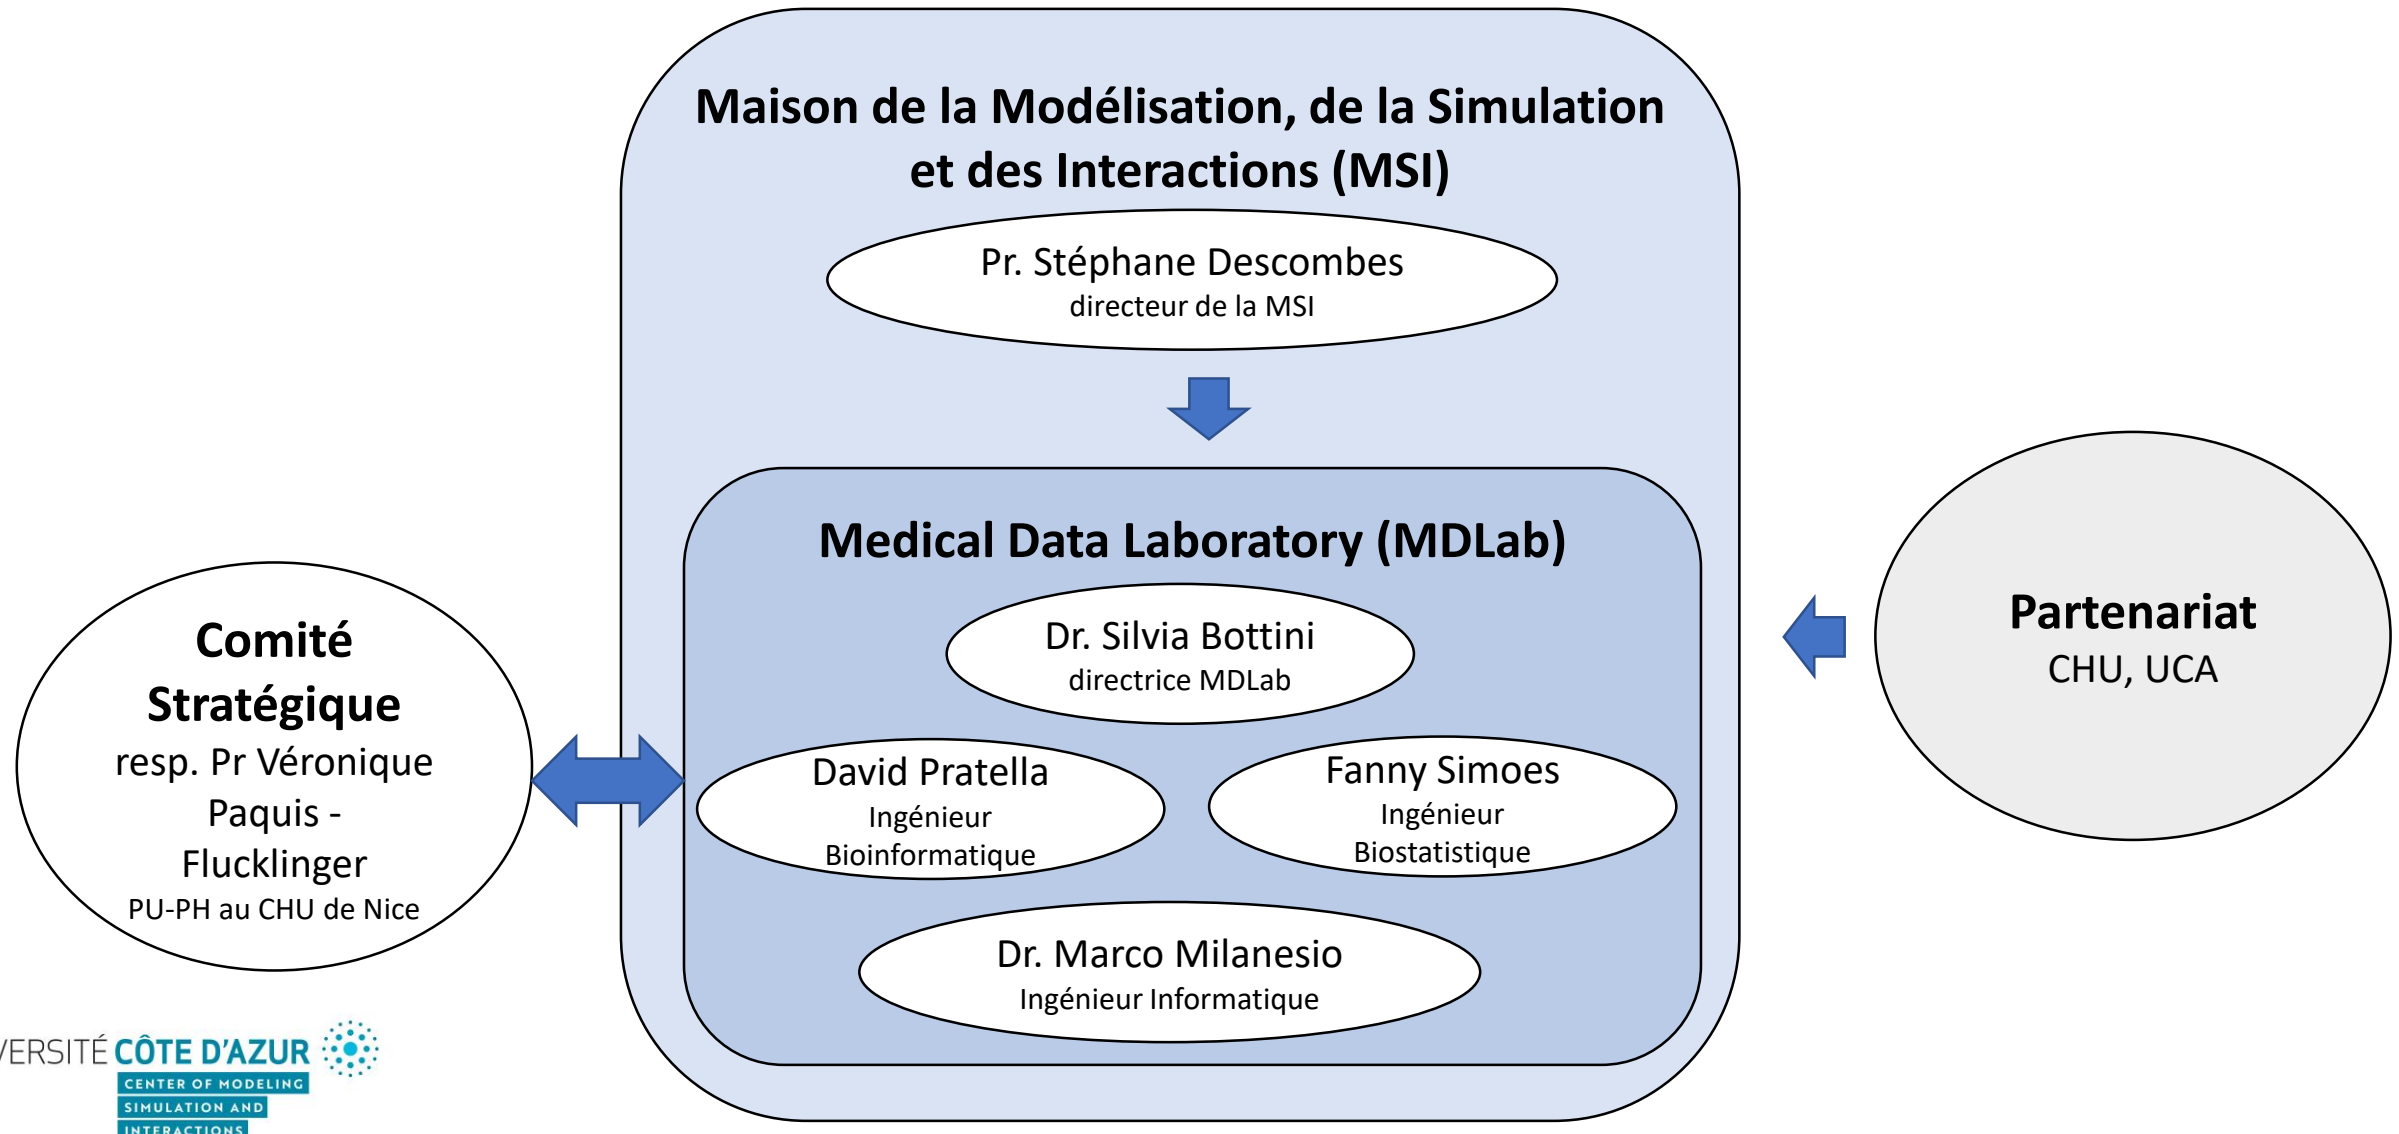 Maison de la Modélisation, de la Simulation
et des Interactions (MSI)
Pr. Stéphane Descombes
directeur de la MSI
Medical Data Laboratory (MDLab)
Dr. Silvia Bottini
directrice MDLab
David Pratella
Ingénieur
Bioinformatique
Fanny Simoes
Ingénieur
Biostatistique
Dr. Marco Milanesio
Ingénieur Informatique
Comité
Stratégique
resp. Pr Véronique
Paquis -
Flucklinger
PU-PH au CHU de Nice
Partenariat
CHU, UCA
VERSITÉ CÔTE D'AZUR
CENTER OF MODELING
SIMULATION AND
INTERACTIONS